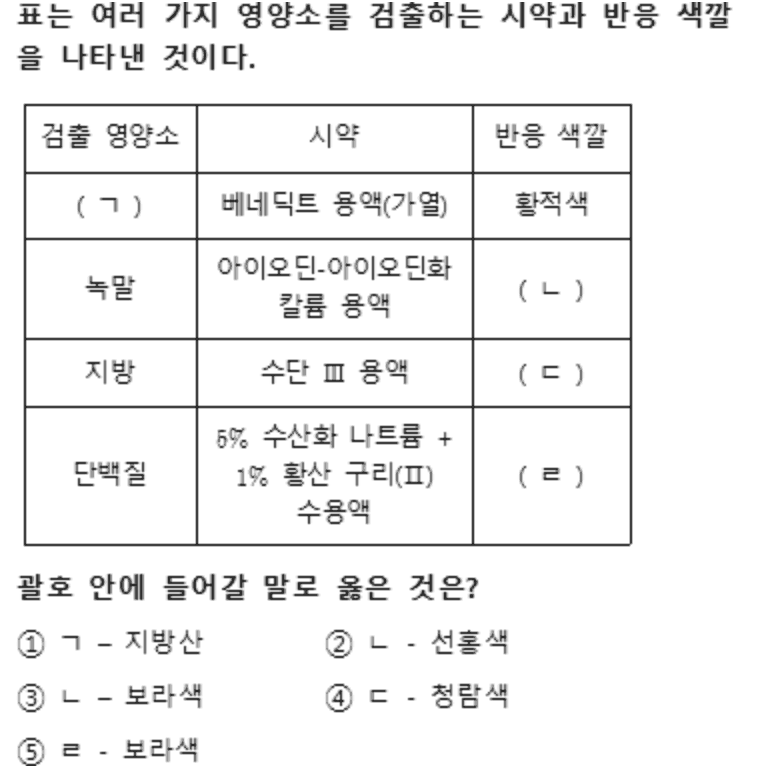 표는 여러 가지 영양소를 검출하는 시약과 반응 색깔
을 나타낸 것이다.
검출 영양소 시약 반응 색깔
( ㄱ ) 베네딕트 용액(가열) 황적색
녹말 아이오딘-아이오딘화 칼륨 용액 ( ㄴ )
지방 수단 Ⅲ 용액 ( ㄷ )
단백질 5% 수산화 나트륨 + 1% 황산 구리(Ⅱ) 수용액 ( ㄹ )
괄호 안에 들어갈 말로 옳은 것은?
① ㄱ – 지방산 ② ㄴ - 선홍색
③ ㄴ – 보라색 ④ ㄷ - 청람색
⑤ ㄹ - 보라색